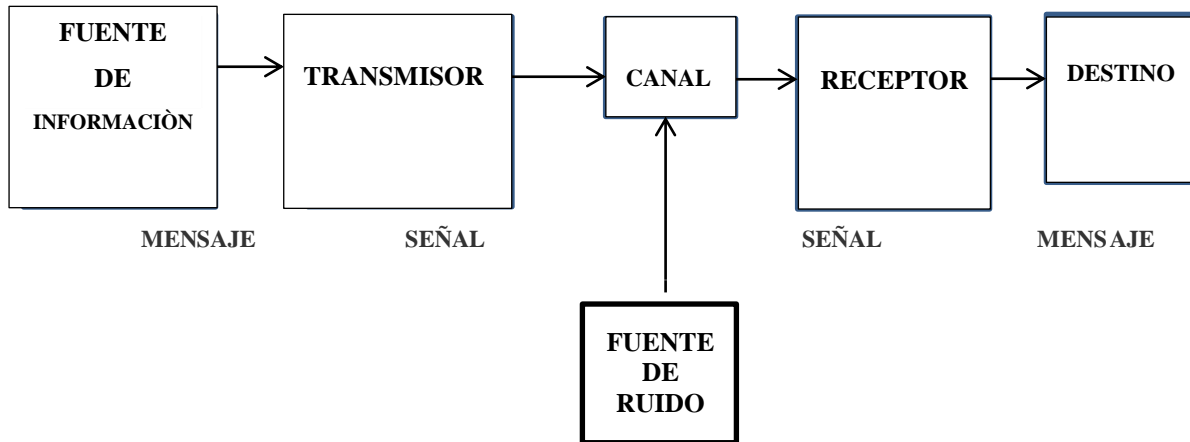 FUENTE
DE
INFORMACIÒN
TRANSMISOR
CANAL
RECEPTOR
DESTINO
MENSAJE
SEÑAL
SEÑAL
MENSAJE
FUENTE
DE
RUIDO